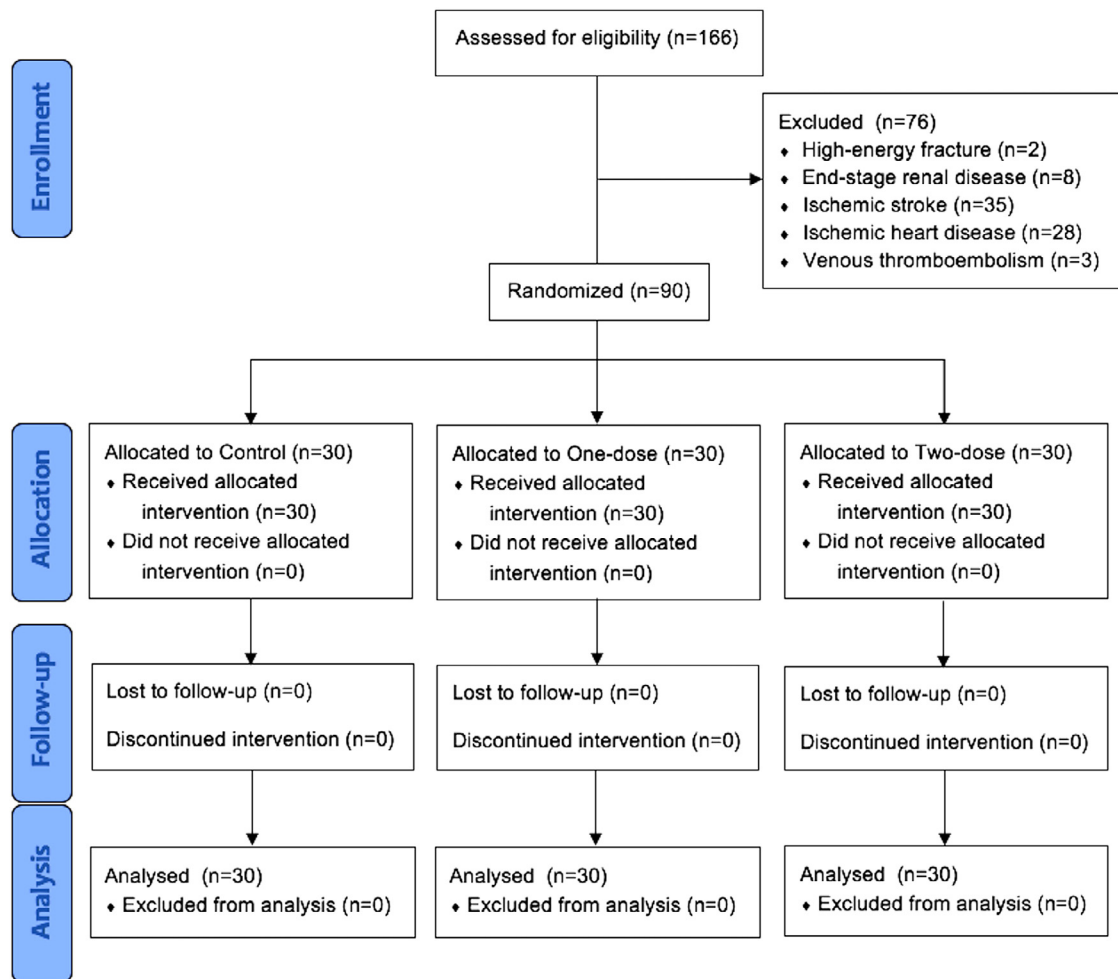 Enrollment
Assessed for eligibility (n=166)
Excluded  (n=76)
♦ High-energy fracture (n=2)
♦ End-stage renal disease (n=8)
♦ Ischemic stroke (n=35)
♦ Ischemic heart disease (n=28)
♦ Venous thromboembolism (n=3)
Randomized (n=90)
Allocation
Allocated to Control (n=30)
♦ Received allocated
intervention (n=30)
♦ Did not receive allocated
intervention (n=0)
Allocated to One-dose (n=30)
♦ Received allocated
intervention (n=30)
♦ Did not receive allocated
intervention (n=0)
Allocated to Two-dose (n=30)
♦ Received allocated
intervention (n=30)
♦ Did not receive allocated
intervention (n=0)
Follow-up
Lost to follow-up (n=0)
Discontinued intervention (n=0)
Lost to follow-up (n=0)
Discontinued intervention (n=0)
Lost to follow-up (n=0)
Discontinued intervention (n=0)
Analysis
Analysed  (n=30)
♦ Excluded from analysis (n=0)
Analysed  (n=30)
♦ Excluded from analysis (n=0)
Analysed  (n=30)
♦ Excluded from analysis (n=0)